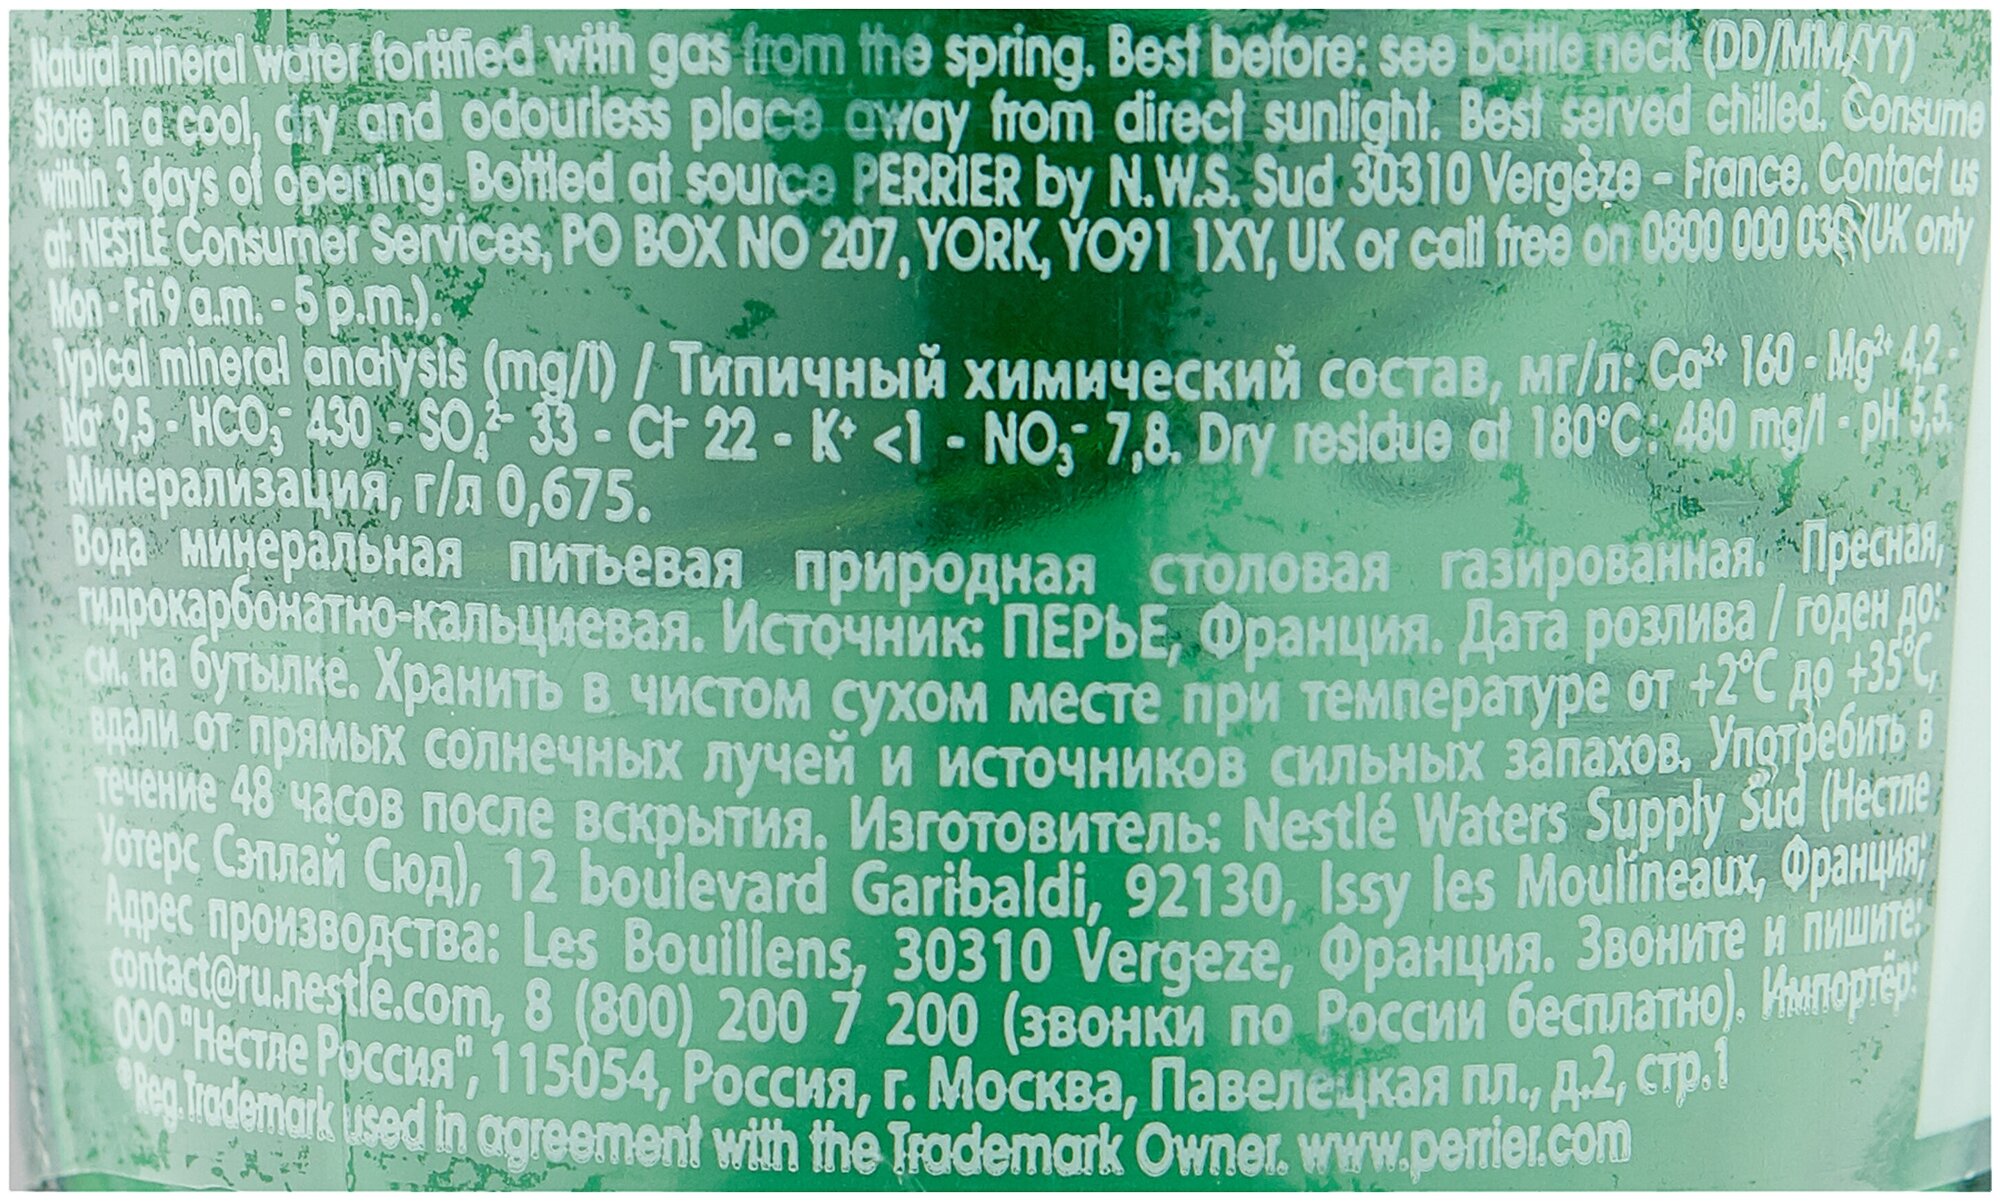 Natural mineral water fortified with gas from the spring. Best before: see bottle neck (DD/MM/YY)
Store in a cool, dry and odourless place away from direct sunlight. Best served chilled. Consume
within 3 days of opening. Bottled at source PERRIER by N.W.S. Sud 30310 Vergèze - France. Contact us
at: NESTLÉ Consumer Services, PO BOX NO 207, YORK, YO91 1XY, UK or call free on 0800 000 030 (UK only
Mon - Fri 9 a.m. - 5 p.m.).
Typical mineral analysis (mg/l) / Типичный химический состав, мг/л: Ca²⁺ 160 - Mg²⁺ 4,2 -
Na⁺ 9,5 - HCO₃⁻ 430 - SO₄²⁻ 33 - Cl⁻ 22 - K⁺ <1 - NO₃⁻ 7,8. Dry residue at 180°C : 480 mg/l - pH 5,5.
Минерализация, г/л 0,675.
Вода минеральная питьевая природная столовая газированная. Пресная,
гидрокарбонатно-кальциевая. Источник: ПЕРЬЕ, Франция. Дата розлива / годен до:
см. на бутылке. Хранить в чистом сухом месте при температуре от +2°C до +35°C,
вдали от прямых солнечных лучей и источников сильных запахов. Употребить в
течение 48 часов после вскрытия. Изготовитель: Nestlé Waters Supply Sud (Нестле
Уотерс Сэплай Сюд), 12 boulevard Garibaldi, 92130, Issy les Moulineaux, Франция;
Адрес производства: Les Bouillens, 30310 Vergeze, Франция. Звоните и пишите:
contact@ru.nestle.com, 8 (800) 200 7 200 (звонки по России бесплатно). Импортёр:
ООО "Нестле Россия", 115054, Россия, г. Москва, Павелецкая пл., д.2, стр.1
®Reg. Trademark used in agreement with the Trademark Owner. www.perrier.com